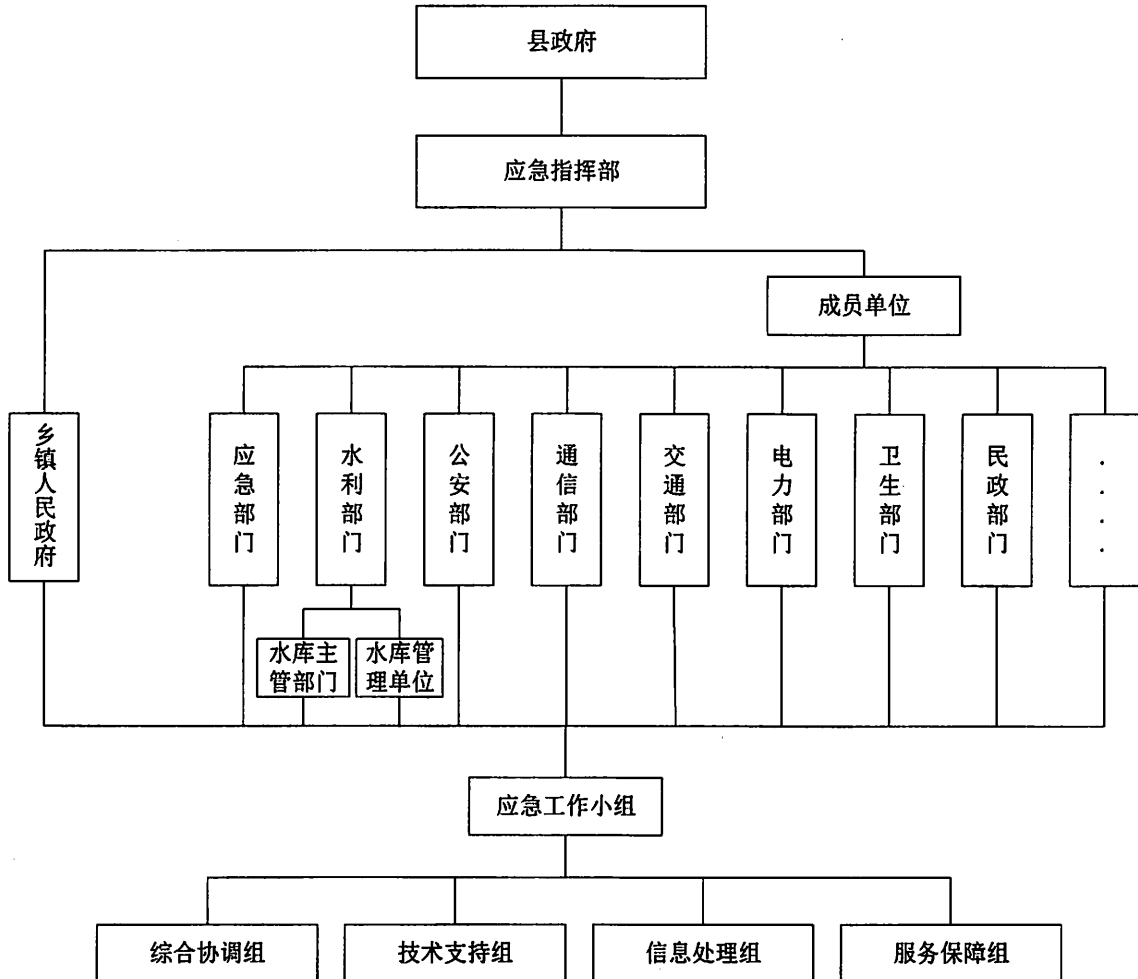 县政府
应急指挥部
成员单位
乡镇人民政府
应急部门
水利部门
公安部门
通信部门
交通部门
电力部门
卫生部门
民政部门
. . . .
水库主
管部门
水库管
理单位
应急工作小组
综合协调组
技术支持组
信息处理组
服务保障组